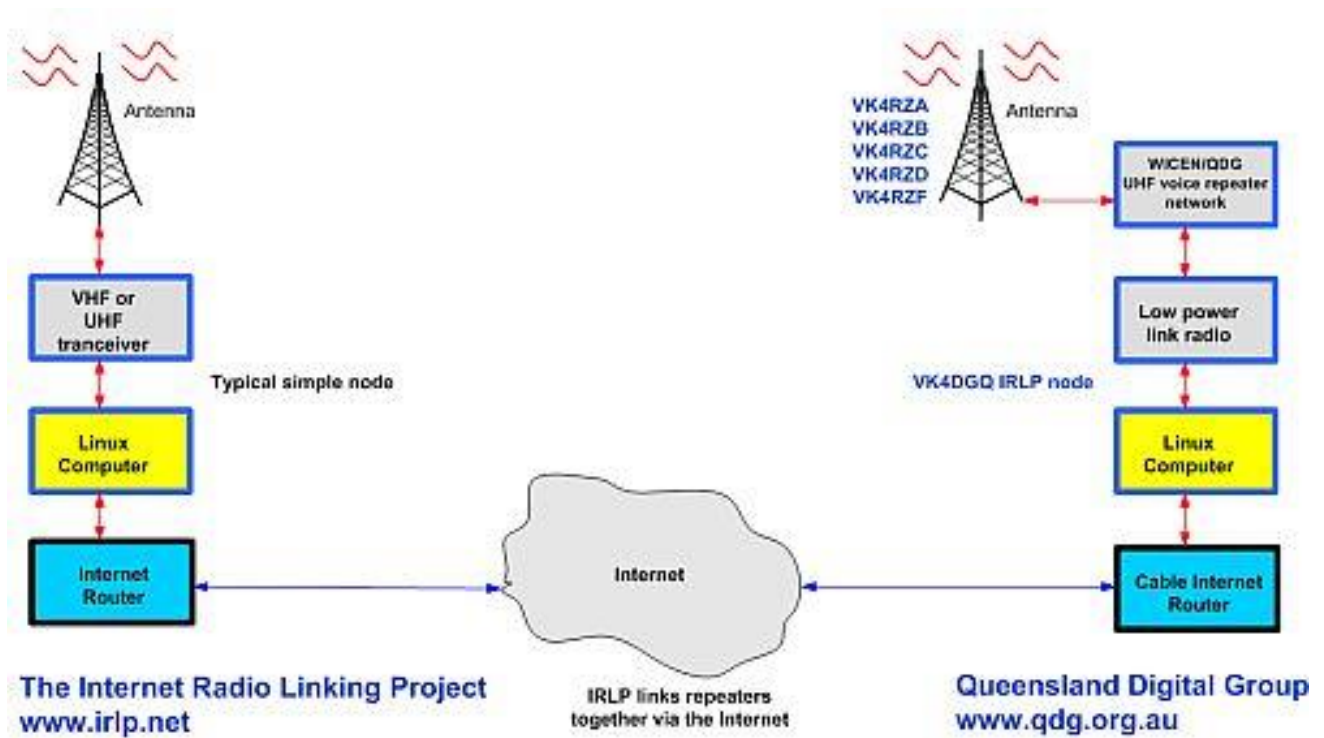 Antenna
VHF or
UHF
tranceiver
Typical simple node
Linux
Computer
Internet
Router
The Internet Radio Linking Project
www.irlp.net
Internet
IRLP links repeaters
together via the Internet
VK4RZA
VK4RZB
VK4RZC
VK4RZD
VK4RZF
Antenna
WICEN/QDG
UHF voice repeater
network
Low power
link radio
VK4DGQ IRLP node
Linux
Computer
Cable Internet
Router
Queensland Digital Group
www.qdg.org.au